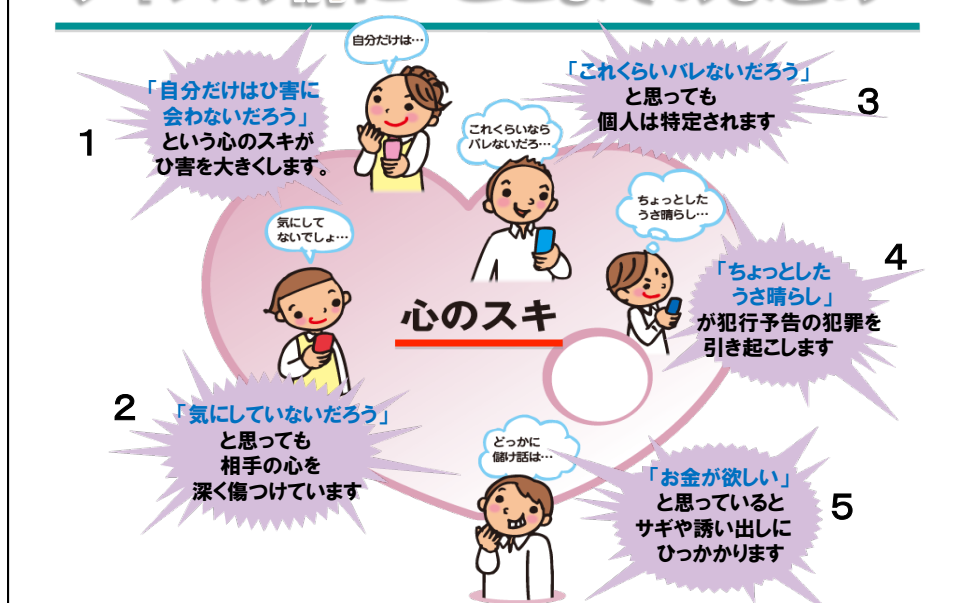 自分だけは…
1
「自分だけはひ害に
会わないだろう」
という心のスキが
ひ害を大きくします。
これくらいなら
バレないだろ…
「これくらいバレないだろう」
と思っても
個人は特定されます
3
気にして
ないでしょ…
ちょっとした
うさ晴らし…
4
「ちょっとした
うさ晴らし」
が犯行予告の犯罪を
引き起こします
心のスキ
2
「気にしていないだろう」
と思っても
相手の心を
深く傷つけています
どっかに
儲け話は…
「お金が欲しい」
と思っていると
サギや誘い出しに
ひっかかります
5